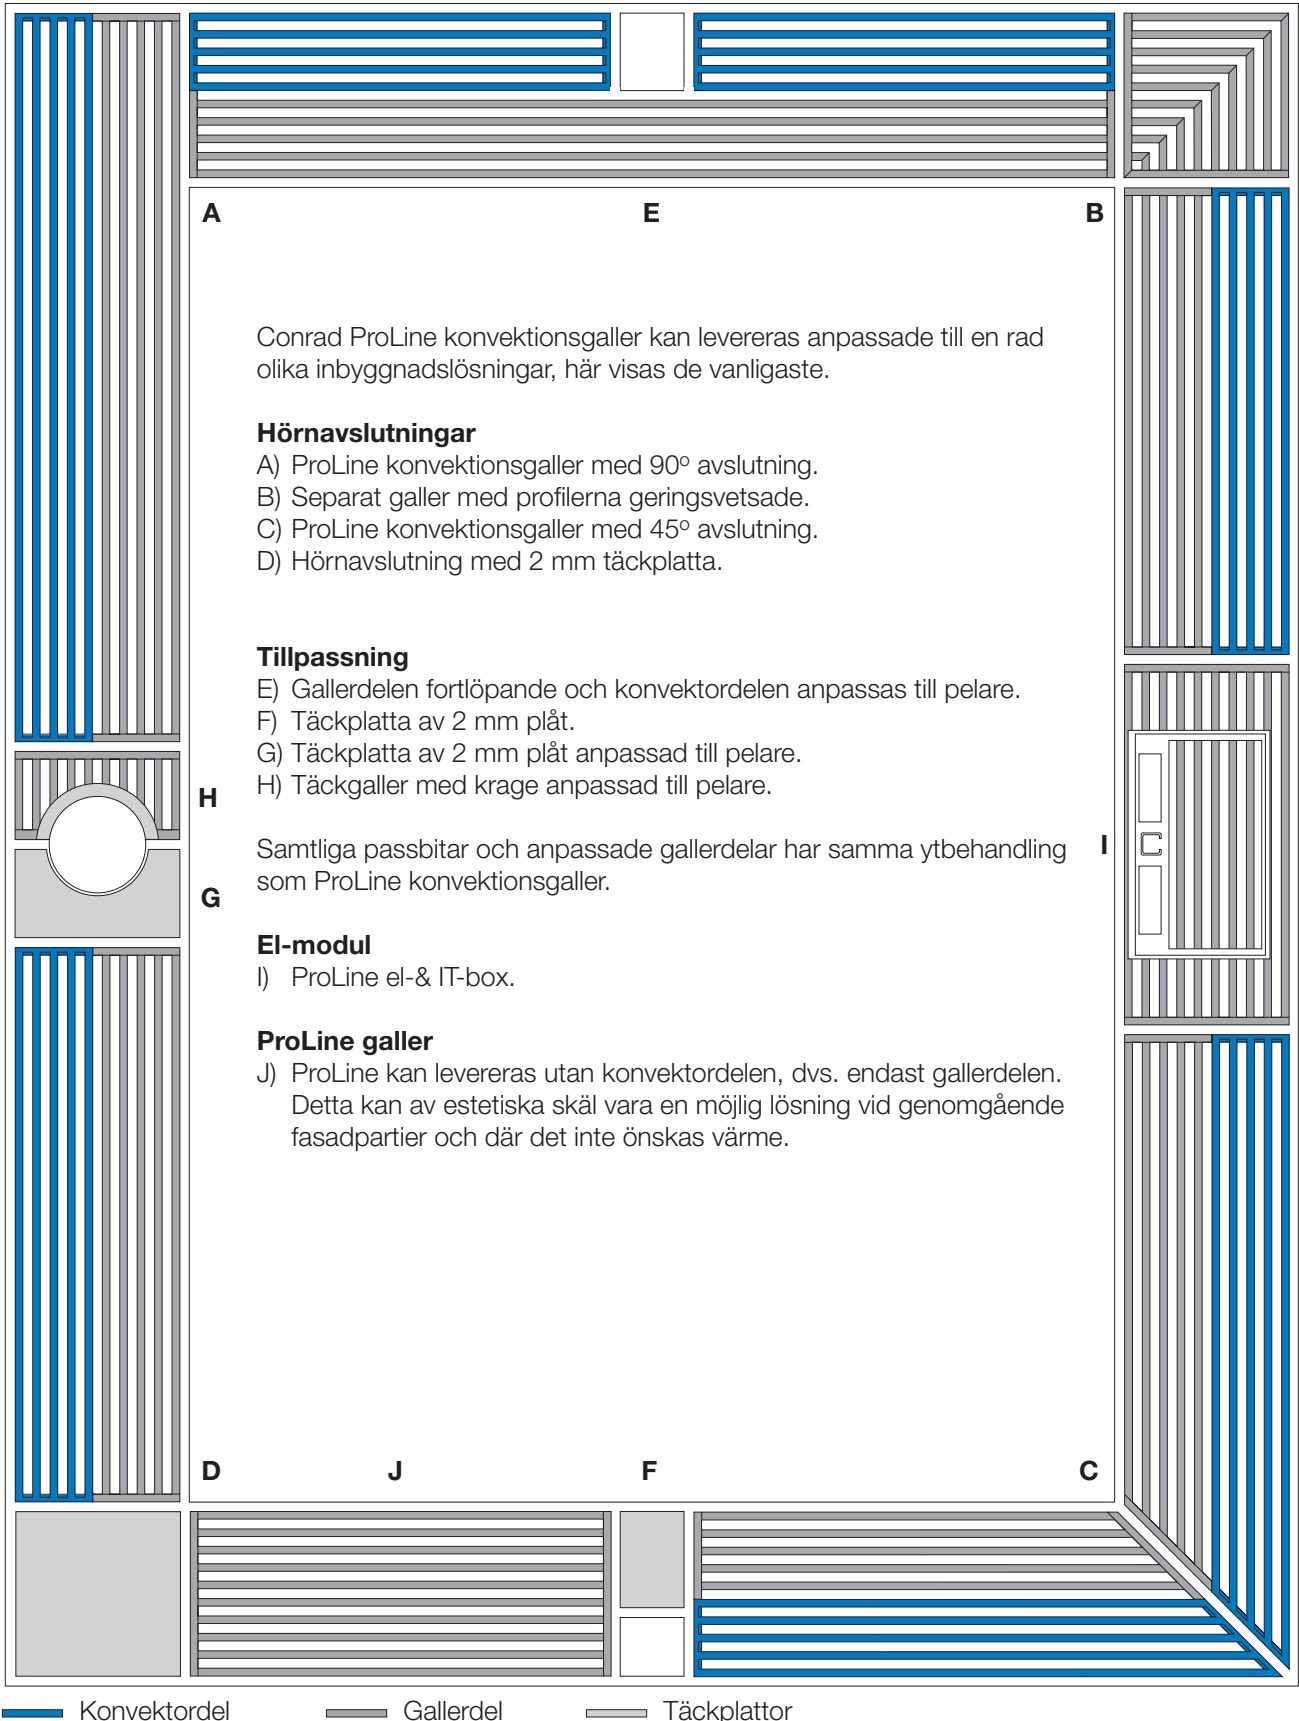 A E B
Conrad ProLine konvektionsgaller kan levereras anpassade till en rad
olika inbyggnadslösningar, här visas de vanligaste.
Hörnavslutningar
A) ProLine konvektionsgaller med 90º avslutning.
B) Separat galler med profilerna geringsvetsade.
C) ProLine konvektionsgaller med 45º avslutning.
D) Hörnavslutning med 2 mm täckplatta.
Tillpassning
E) Gallerdelen fortlöpande och konvektordelen anpassas till pelare.
F) Täckplatta av 2 mm plåt.
G) Täckplatta av 2 mm plåt anpassad till pelare.
H) Täckgaller med krage anpassad till pelare.
H
Samtliga passbitar och anpassade gallerdelar har samma ytbehandling
som ProLine konvektionsgaller.
I
G
El-modul
I) ProLine el-& IT-box.
ProLine galler
J) ProLine kan levereras utan konvektordelen, dvs. endast gallerdelen.
Detta kan av estetiska skäl vara en möjlig lösning vid genomgående
fasadpartier och där det inte önskas värme.
D J F C
Konvektordel Gallerdel Täckplattor